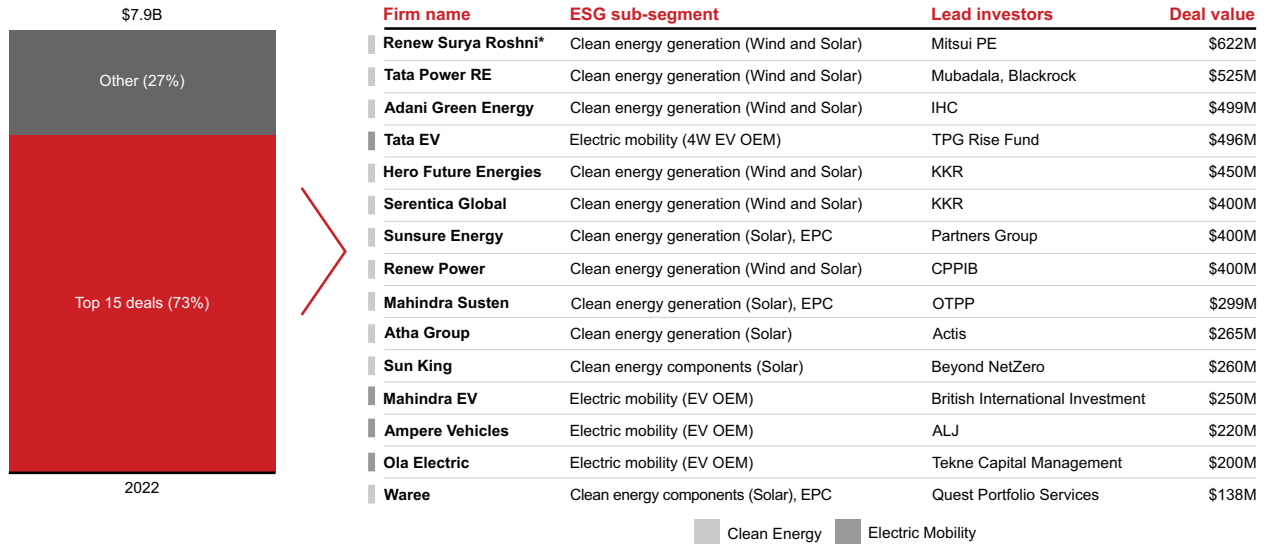 $7.9B
Other (27%)
Top 15 deals (73%)
2022
Firm name ESG sub-segment Lead investors Deal value
Renew Surya Roshni* Clean energy generation (Wind and Solar) Mitsui PE $622M
Tata Power RE Clean energy generation (Wind and Solar) Mubadala, Blackrock $525M
Adani Green Energy Clean energy generation (Wind and Solar) IHC $499M
Tata EV Electric mobility (4W EV OEM) TPG Rise Fund $496M
Hero Future Energies Clean energy generation (Wind and Solar) KKR $450M
Serentica Global Clean energy generation (Wind and Solar) KKR $400M
Sunsure Energy Clean energy generation (Solar), EPC Partners Group $400M
Renew Power Clean energy generation (Wind and Solar) CPPIB $400M
Mahindra Susten Clean energy generation (Solar), EPC OTPP $299M
Atha Group Clean energy generation (Solar) Actis $265M
Sun King Clean energy components (Solar) Beyond NetZero $260M
Mahindra EV Electric mobility (EV OEM) British International Investment $250M
Ampere Vehicles Electric mobility (EV OEM) ALJ $220M
Ola Electric Electric mobility (EV OEM) Tekne Capital Management $200M
Waree Clean energy components (Solar), EPC Quest Portfolio Services $138M
Clean Energy Electric Mobility